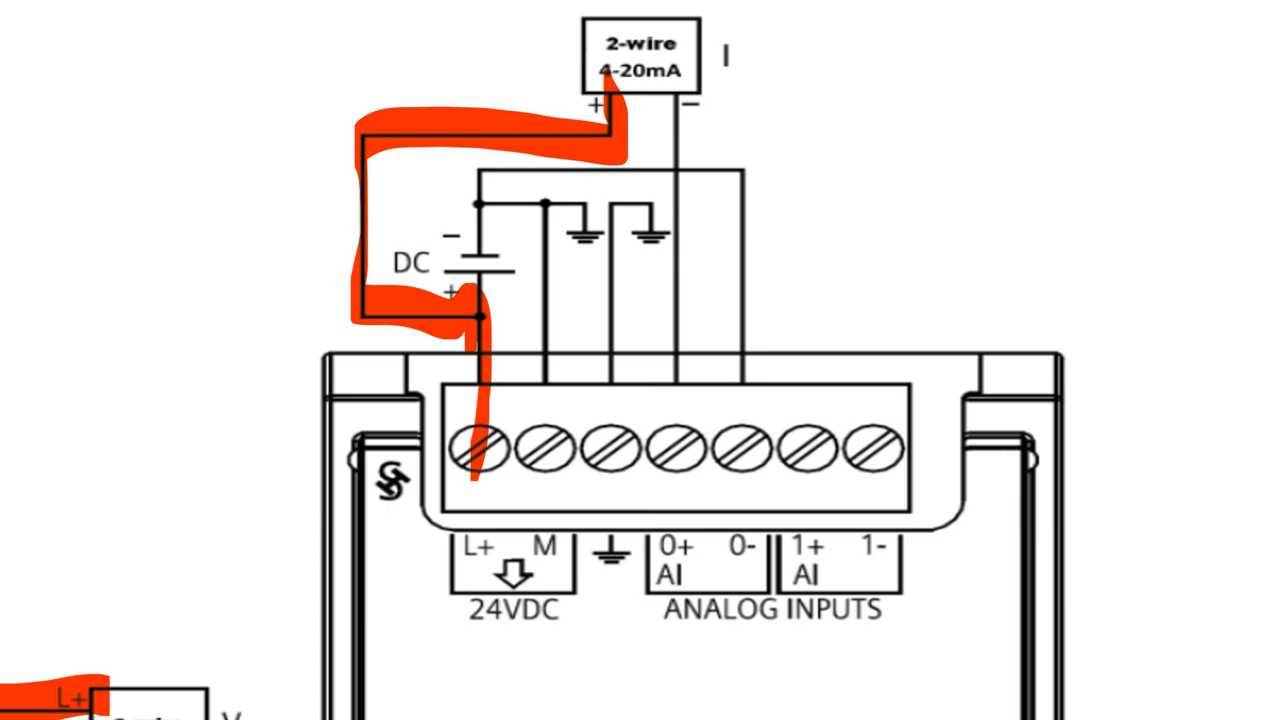 2-wire
4-20mA
I
+
−
−
DC
+
L+ M 0+ 0- 1+ 1-
AI AI
24VDC ANALOG INPUTS
L+
V